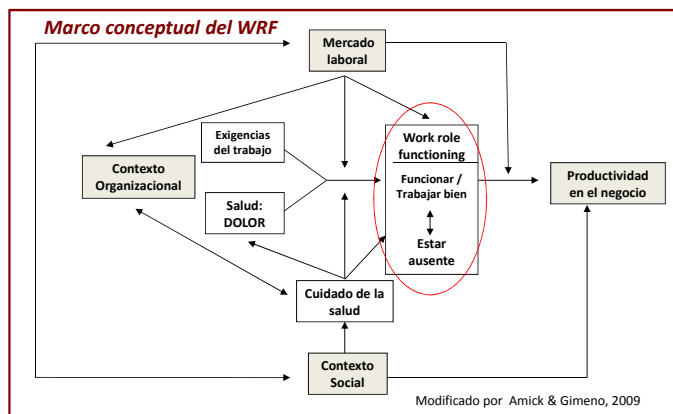 Marco conceptual del WRF
Mercado
laboral
Exigencias
del trabajo
Work role
functioning
Contexto
Organizacional
Funcionar /
Trabajar bien
Productividad
en el negocio
Salud:
DOLOR
Estar
ausente
Cuidado de la
salud
Contexto
Social
Modificado por Amick & Gimeno, 2009